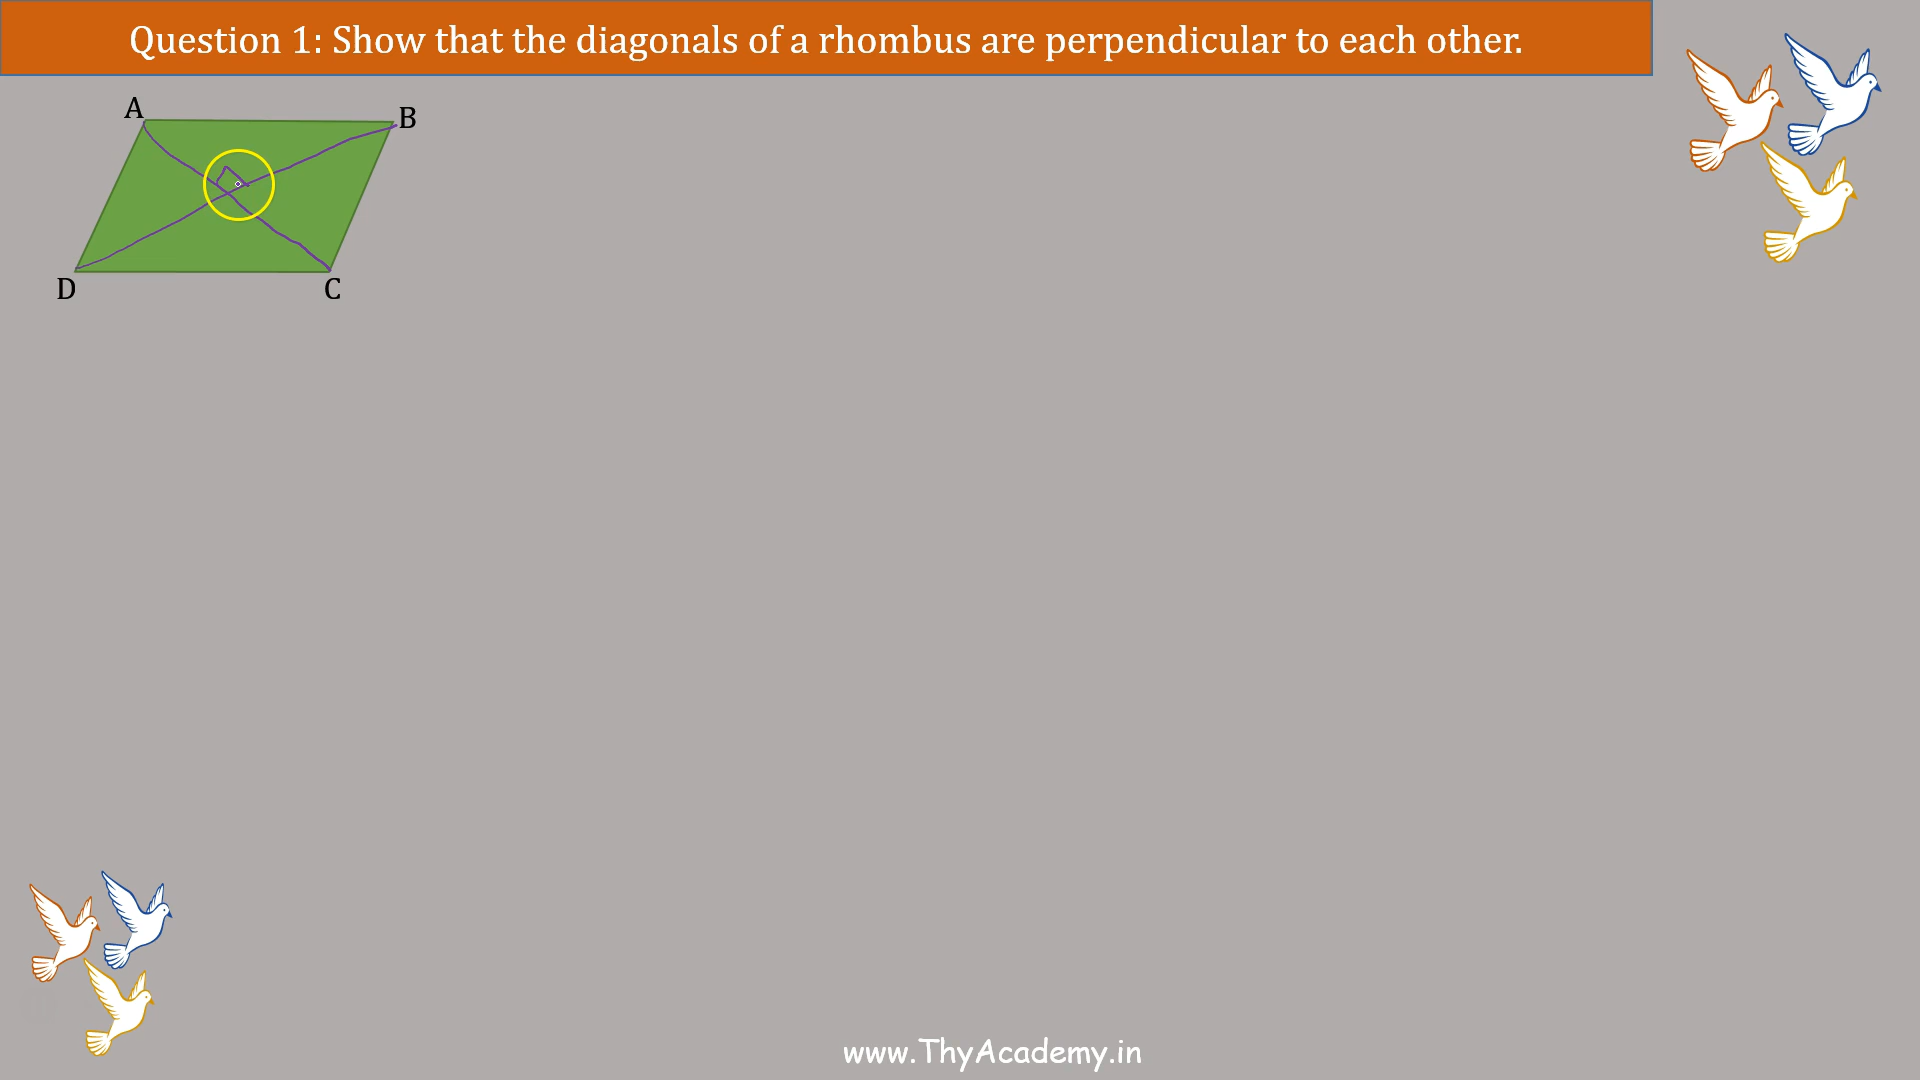 Question 1: Show that the diagonals of a rhombus are perpendicular to each other.
A
B
D
C
www.ThyAcademy.in